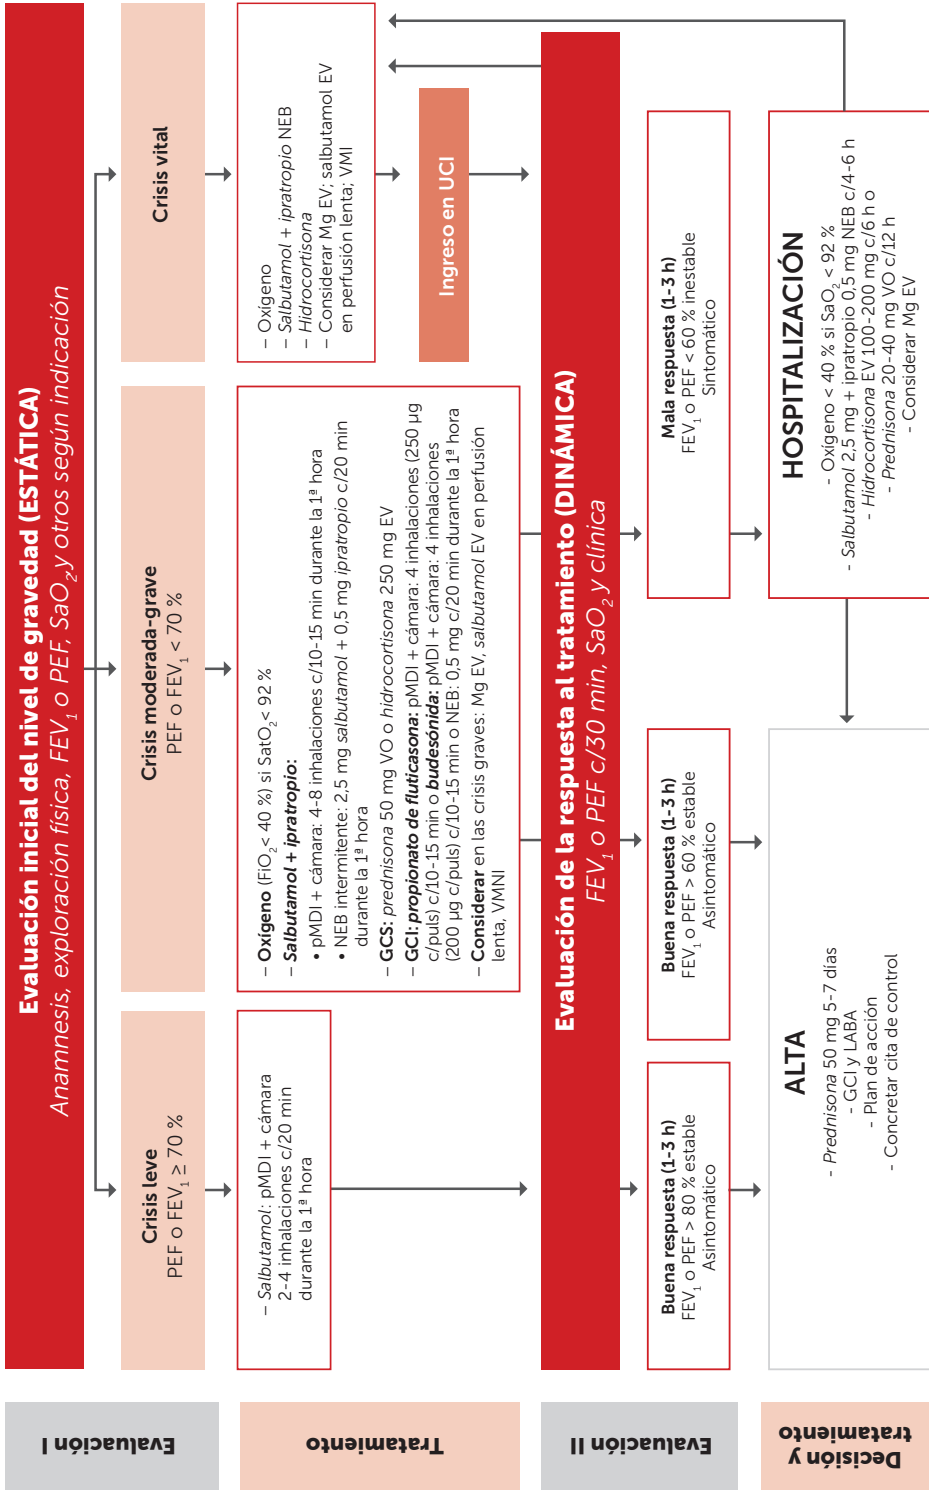 Evaluación I
Evaluación inicial del nivel de gravedad (ESTÁTICA)
Anamnesis, exploración física, FEV₁ o PEF, SaO₂ y otros según indicación
Crisis leve
PEF o FEV₁ ≥ 70 %
Crisis moderada-grave
PEF o FEV₁ < 70 %
Crisis vital
Tratamiento
– Salbutamol: pMDI + cámara
2-4 inhalaciones c/20 min
durante la 1ª hora
– Oxígeno (FiO₂ < 40 %) si SatO₂ < 92 %
– Salbutamol + ipratropio:
• pMDI + cámara: 4-8 inhalaciones c/10-15 min durante la 1ª hora
• NEB intermitente: 2,5 mg salbutamol + 0,5 mg ipratropio c/20 min
durante la 1ª hora
– GCS: prednisona 50 mg VO o hidrocortisona 250 mg EV
– GCI: propionato de fluticasona: pMDI + cámara: 4 inhalaciones (250 µg
c/puls) c/10-15 min o budesónida: pMDI + cámara: 4 inhalaciones
(200 µg c/puls) c/10-15 min o NEB: 0,5 mg c/20 min durante la 1ª hora
– Considerar en las crisis graves: Mg EV, salbutamol EV en perfusión
lenta, VMNI
– Oxígeno
– Salbutamol + ipratropio NEB
– Hidrocortisona
– Considerar Mg EV; salbutamol EV
en perfusión lenta; VMI
Ingreso en UCI
Evaluación II
Evaluación de la respuesta al tratamiento (DINÁMICA)
FEV₁ o PEF c/30 min, SaO₂ y clínica
Buena respuesta (1-3 h)
FEV₁ o PEF > 80 % estable
Asintomático
Buena respuesta (1-3 h)
FEV₁ o PEF > 60 % estable
Asintomático
Mala respuesta (1-3 h)
FEV₁ o PEF < 60 % inestable
Sintomático
Decisión y
tratamiento
ALTA
- Prednisona 50 mg 5-7 días
- GCI y LABA
- Plan de acción
- Concretar cita de control
HOSPITALIZACIÓN
- Oxígeno < 40 % si SaO₂ < 92 %
- Salbutamol 2,5 mg + ipratropio 0,5 mg NEB c/4-6 h
- Hidrocortisona EV 100-200 mg c/6 h o
- Prednisona 20-40 mg VO c/12 h
- Considerar Mg EV